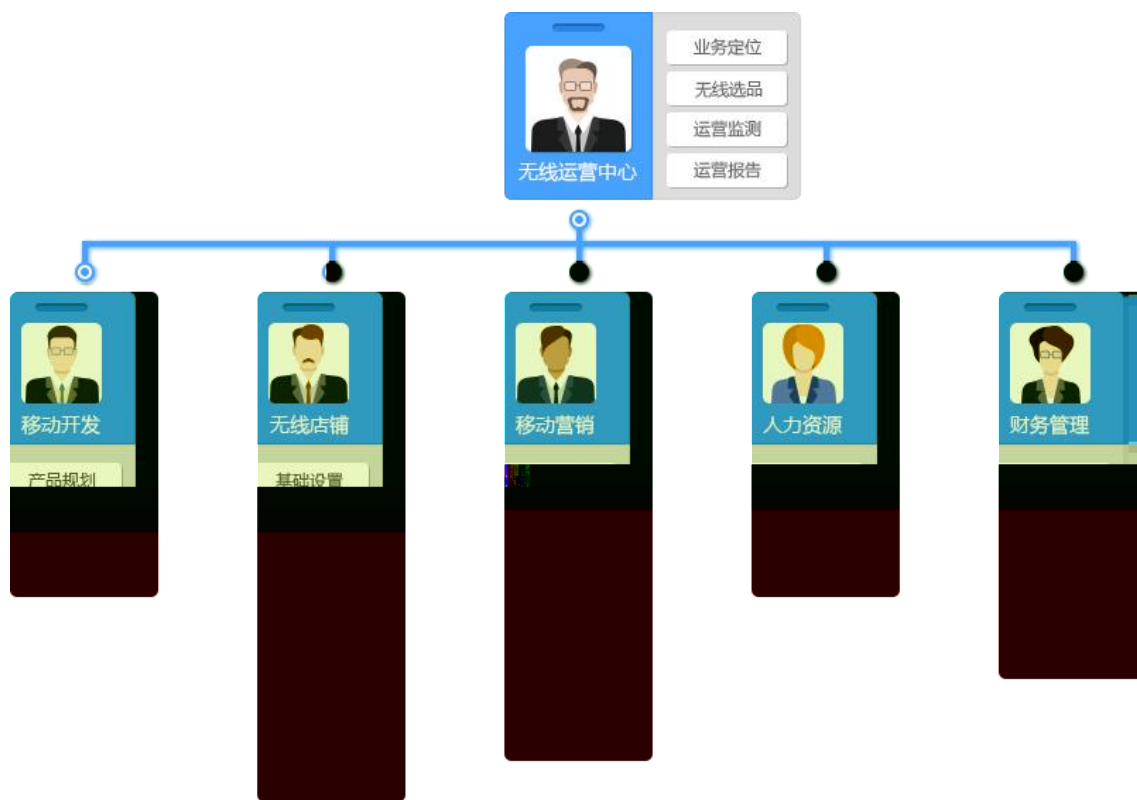 业务定位
无线选品
运营监测
运营报告
无线运营中心
移动开发
无线店铺
移动营销
人力资源
财务管理
产品规划
基础设置